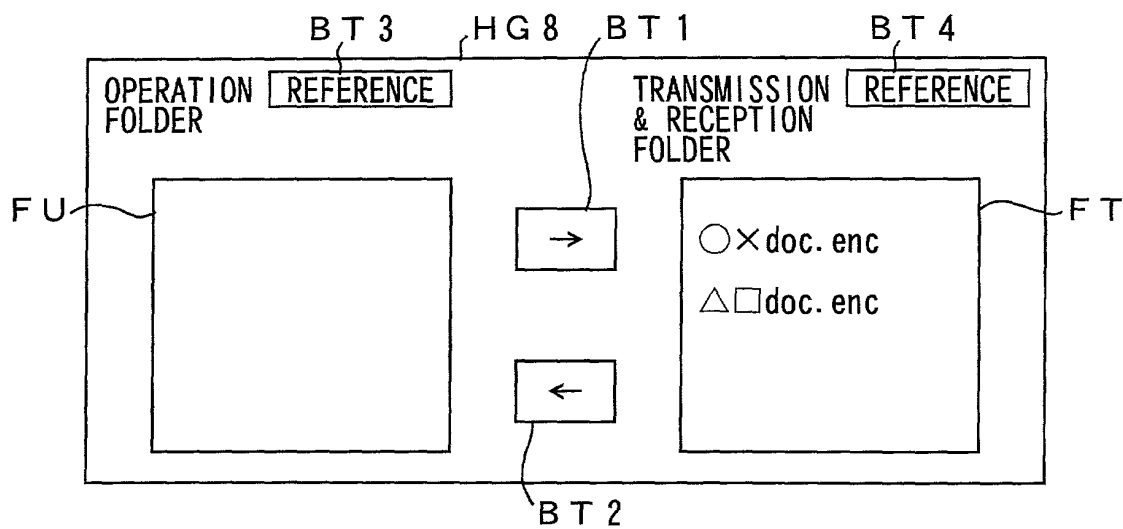 BT3
HG8
BT1
BT4
OPERATION
FOLDER
REFERENCE
TRANSMISSION
& RECEPTION
FOLDER
REFERENCE
FU
→
FT
○×doc.enc
△□doc.enc
←
BT2